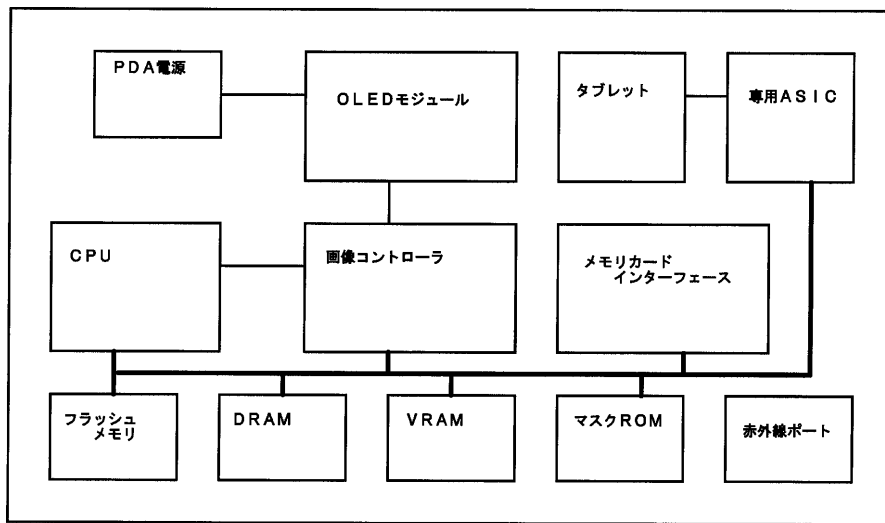 PDA電源
OLEDモジュール
タブレット
専用ASIC
CPU
画像コントローラ
メモリカード
インターフェース
フラッシュ
メモリ
DRAM
VRAM
マスクROM
赤外線ポート